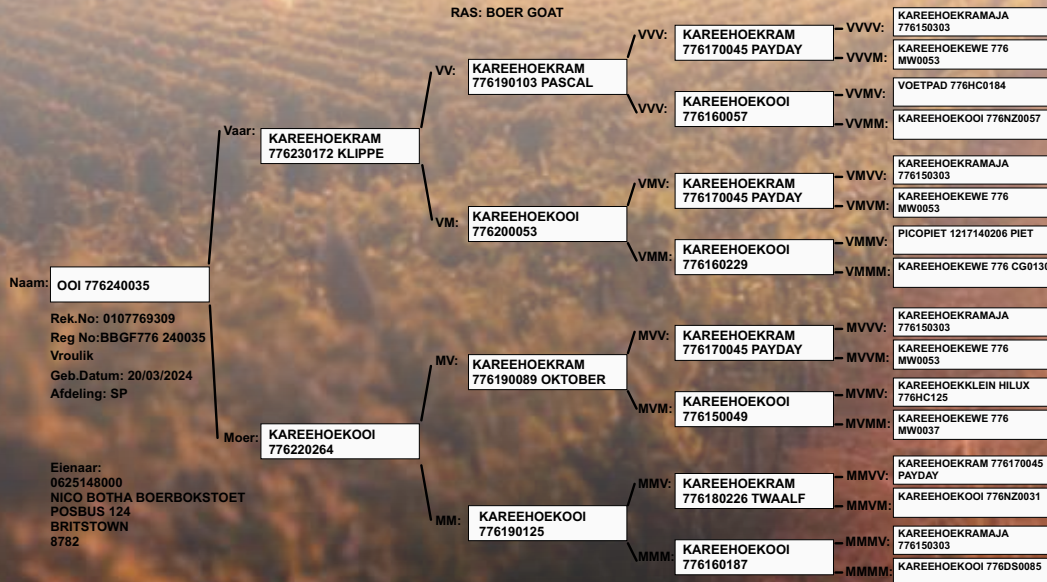 RAS: BOER GOAT
Naam:
OOI 776240035
Rek.No: 0107769309
Reg No:BBGF776 240035
Vroulik
Geb.Datum: 20/03/2024
Afdeling: SP
Eienaar:
0625148000
NICO BOTHA BOERBOKSTOET
POSBUS 124
BRITSTOWN
8782
Vaar:
KAREEHOEKRAM
776230172 KLIPPE
Moer:
KAREEHOEKOOI
776220264
VV:
KAREEHOEKRAM
776190103 PASCAL
VM:
KAREEHOEKOOI
776200053
MV:
KAREEHOEKRAM
776190089 OKTOBER
MM:
KAREEHOEKOOI
776190125
VVV:
KAREEHOEKRAM
776170045 PAYDAY
VVV:
KAREEHOEKOOI
776160057
VMV:
KAREEHOEKRAM
776170045 PAYDAY
VMM:
KAREEHOEKOOI
776160229
MVV:
KAREEHOEKRAM
776170045 PAYDAY
MVM:
KAREEHOEKOOI
776150049
MMV:
KAREEHOEKRAM
776180226 TWAALF
MMM:
KAREEHOEKOOI
776160187
VVVV:
KAREEHOEKRAMAJA
776150303
VVVM:
KAREEHOEKEWE 776
MW0053
VVMV:
VOETPAD 776HC0184
VVMM:
KAREEHOEKOOI 776NZ0057
VMVV:
KAREEHOEKRAMAJA
776150303
VMVM:
KAREEHOEKEWE 776
MW0053
VMMV:
PICOPIET 1217140206 PIET
VMMM:
KAREEHOEKEWE 776 CG0130
MVVV:
KAREEHOEKRAMAJA
776150303
MVVM:
KAREEHOEKEWE 776
MW0053
MVMV:
KAREEHOEKKLEIN HILUX
776HC125
MVMM:
KAREEHOEKEWE 776
MW0037
MMVV:
KAREEHOEKRAM 776170045
PAYDAY
MMVM:
KAREEHOEKOOI 776NZ0031
MMMV:
KAREEHOEKRAMAJA
776150303
MMMM:
KAREEHOEKOOI 776DS0085